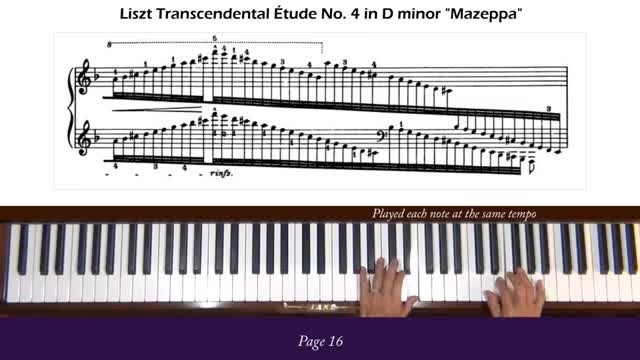 Liszt Transcendental Étude No. 4 in D minor "Mazeppa"
rinfz.
Played each note at the same tempo
Page 16